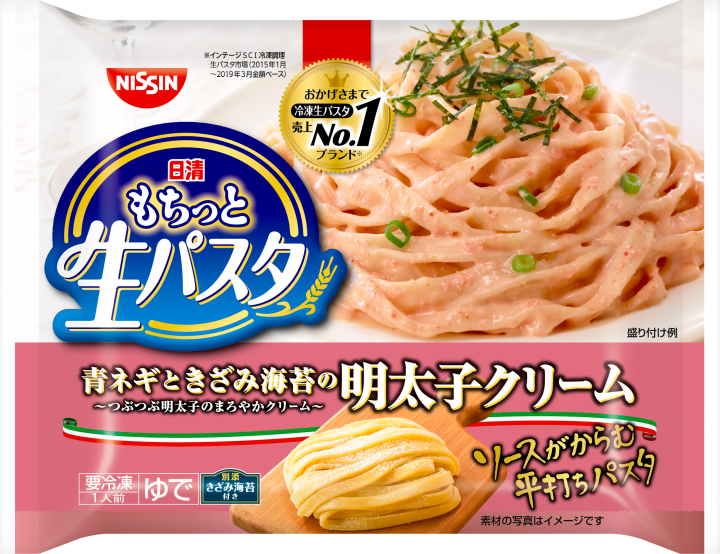 NISSIN
※インテージSCI冷凍調理
生パスタ市場(2015年1月
～2019年3月金額ベース)
おかげさまで
冷凍生パスタ
売上No.1
ブランド※
日清
もちっと
生パスタ
盛り付け例
青ネギときざみ海苔の明太子クリーム
～つぶつぶ明太子のまろやかクリーム～
ソースがからむ
平打ちパスタ
要冷凍
1人前
ゆで
別添
きざみ海苔
付き
素材の写真はイメージです